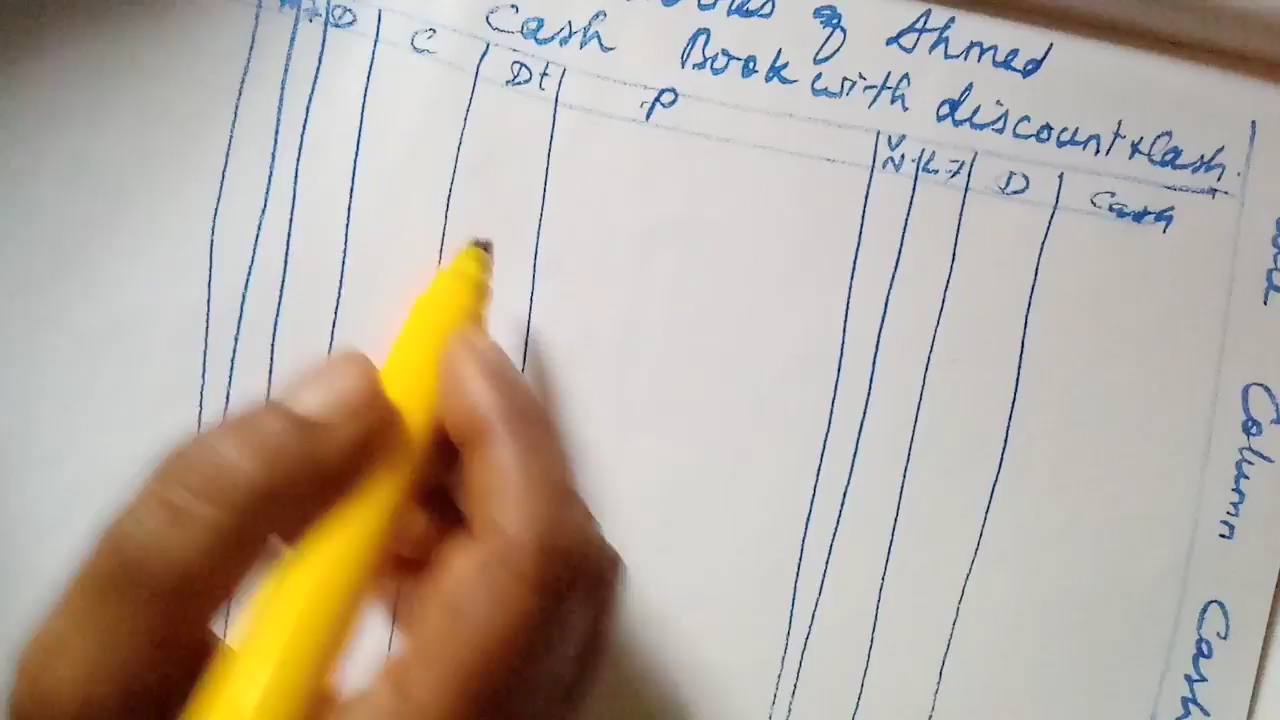 of Ahmed
Cash Book with discount & Cash.
D C Dt P V N L F D Cash
Column Cash